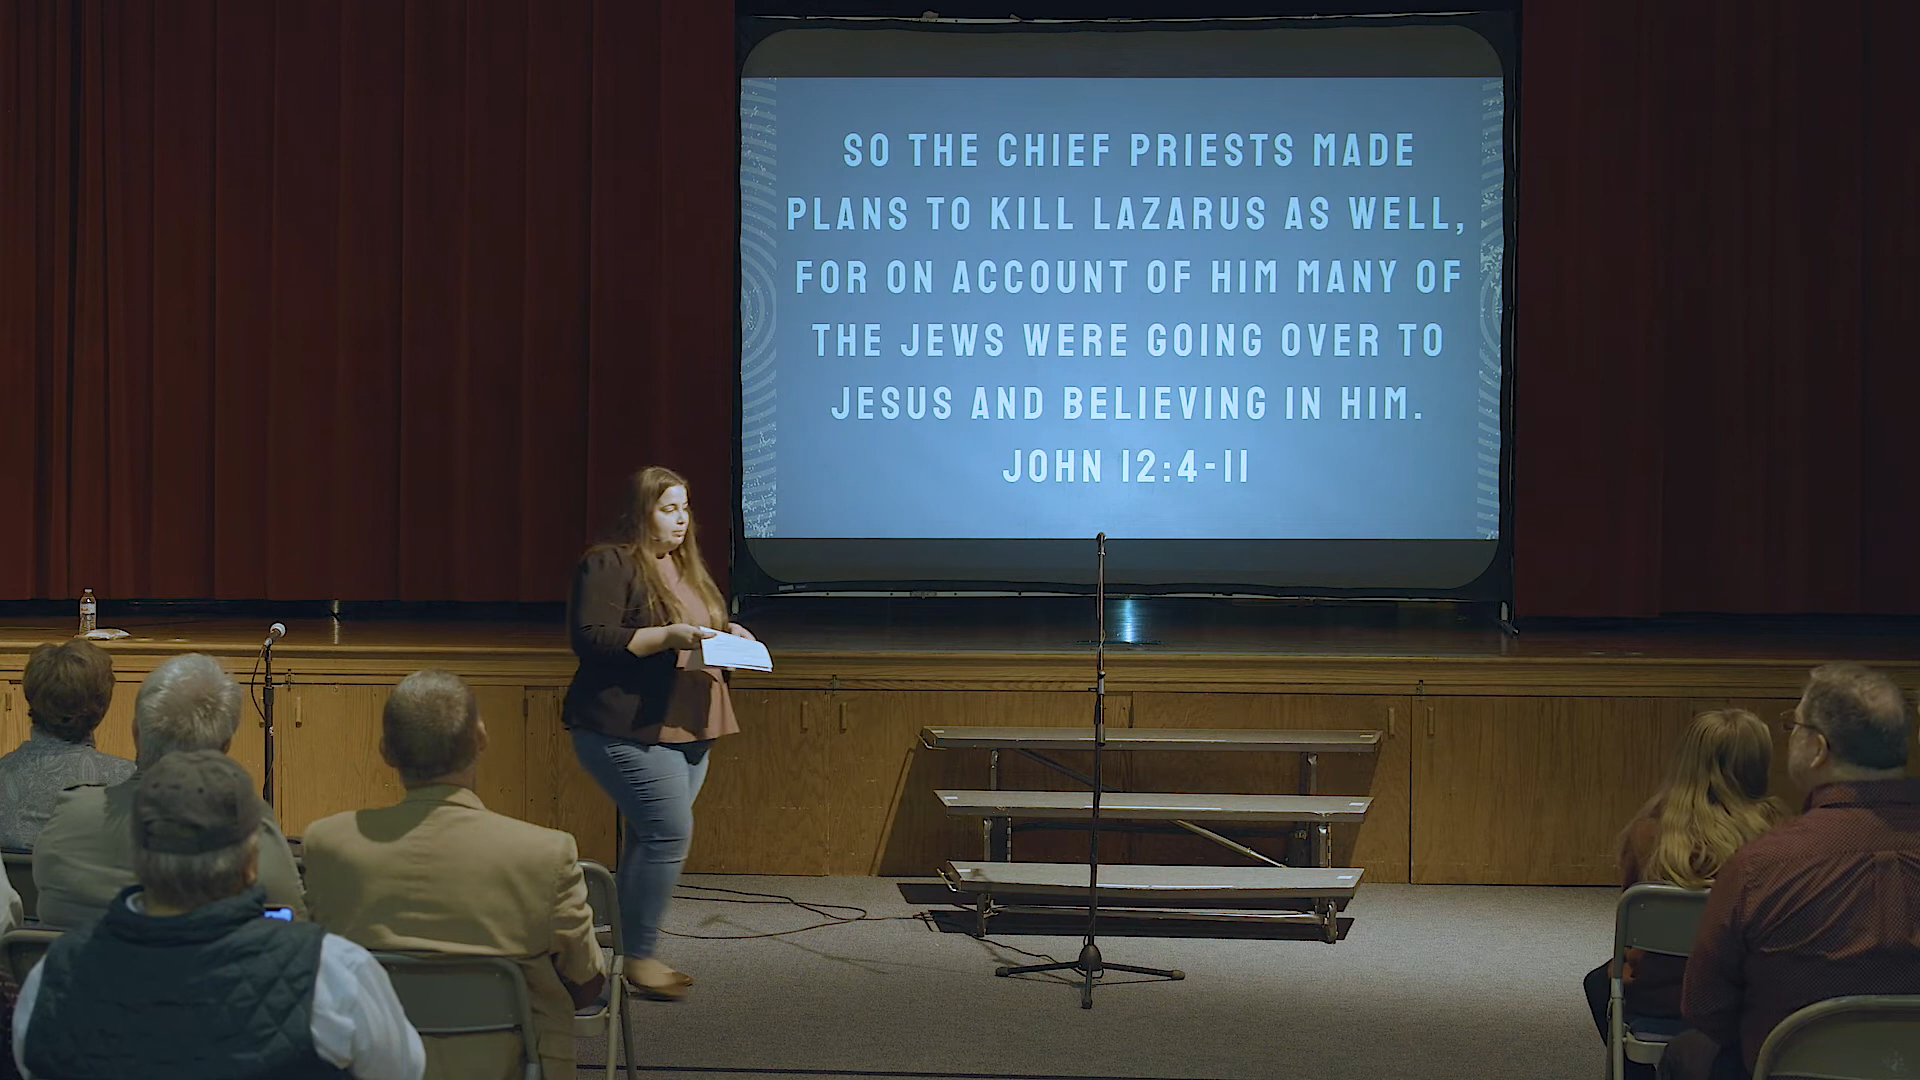 SO THE CHIEF PRIESTS MADE
PLANS TO KILL LAZARUS AS WELL,
FOR ON ACCOUNT OF HIM MANY OF
THE JEWS WERE GOING OVER TO
JESUS AND BELIEVING IN HIM.
JOHN 12:4-11